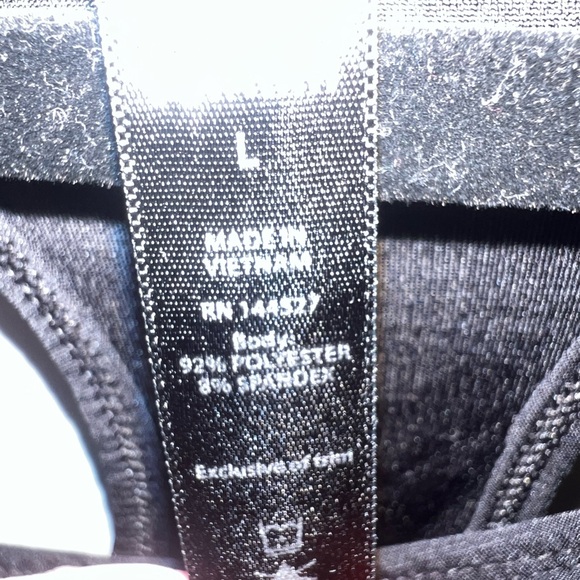 L
MADE IN
VIETNAM
RN 144527
Body:
92% POLYESTER
8% SPANDEX
Exclusive of trim